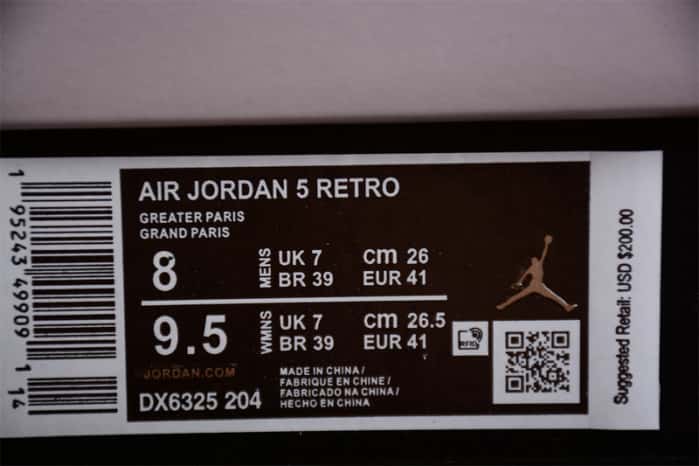 1 95243 49909 1 14
AIR JORDAN 5 RETRO
GREATER PARIS
GRAND PARIS
8 MENS UK 7 cm 26
BR 39 EUR 41
9.5 WMNS UK 7 cm 26.5
BR 39 EUR 41
RFID
JORDAN.COM
DX6325 204
MADE IN CHINA /
FABRIQUE EN CHINE /
FABRICADO NA CHINA /
HECHO EN CHINA
Suggested Retail: USD $200.00